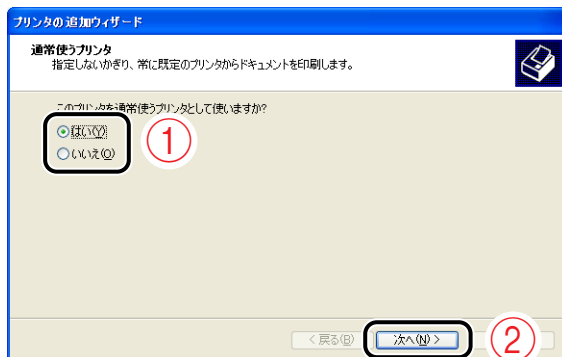 プリンタの追加ウィザード
通常使うプリンタ
指定しないかぎり、常に既定のプリンタからドキュメントを印刷します。
このプリンタを通常使うプリンタとして使いますか?
はい(Y)
いいえ(O)
①
< 戻る(B)
次へ(N) >
②